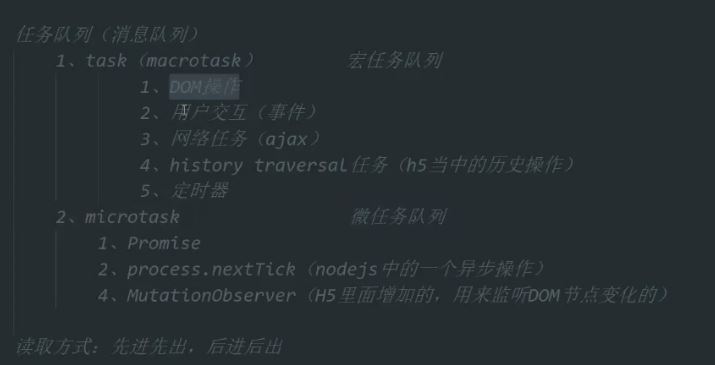 任务队列（消息队列）
1、task（macrotask） 宏任务队列
1、DOM操作
2、用户交互（事件）
3、网络任务（ajax）
4、history traversal任务（h5当中的历史操作）
5、定时器
2、microtask 微任务队列
1、Promise
2、process.nextTick（nodejs中的一个异步操作）
4、MutationObserver（H5里面增加的，用来监听DOM节点变化的）
读取方式：先进先出，后进后出